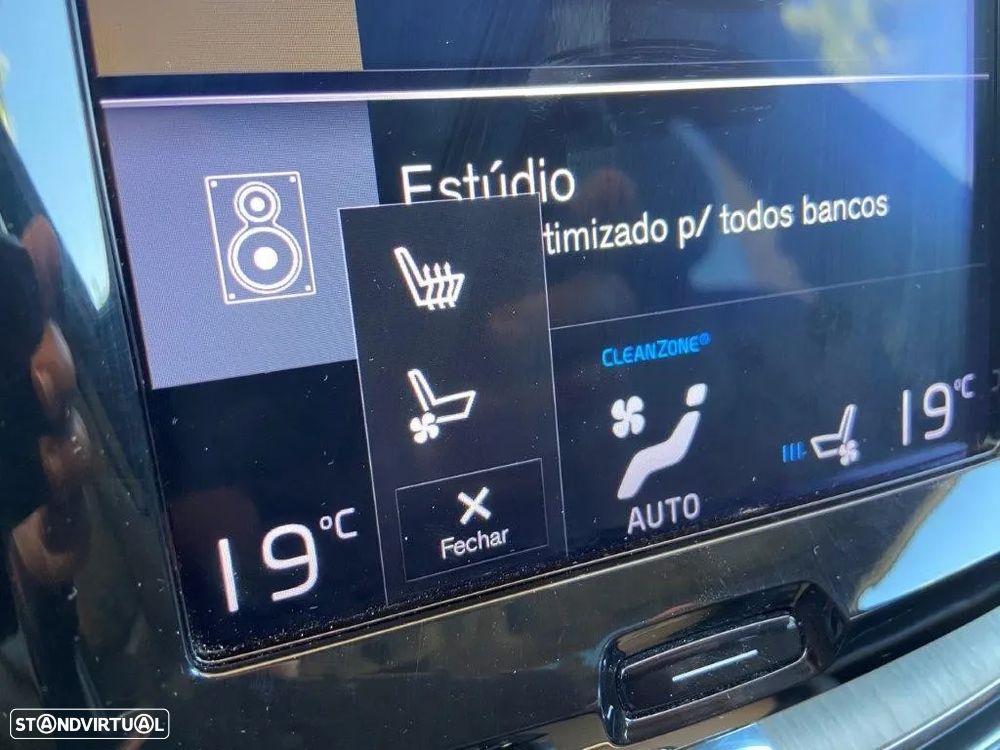 Estúdio
timizado p/ todos bancos
CLEANZONE®
19°C
AUTO
19°C
Fechar
STANDVIRTUAL